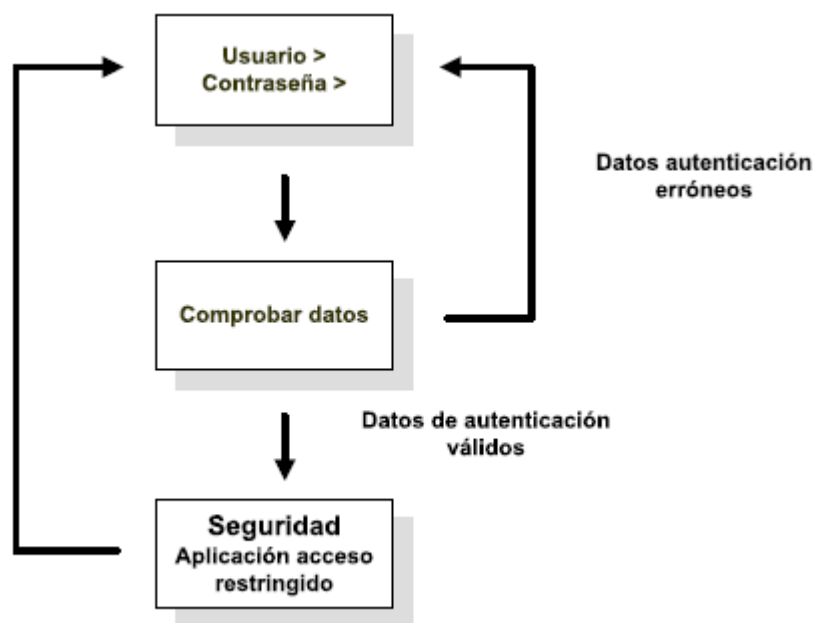 Usuario >
Contraseña >
Datos autenticación
erróneos
Comprobar datos
Datos de autenticación
válidos
Seguridad
Aplicación acceso
restringido